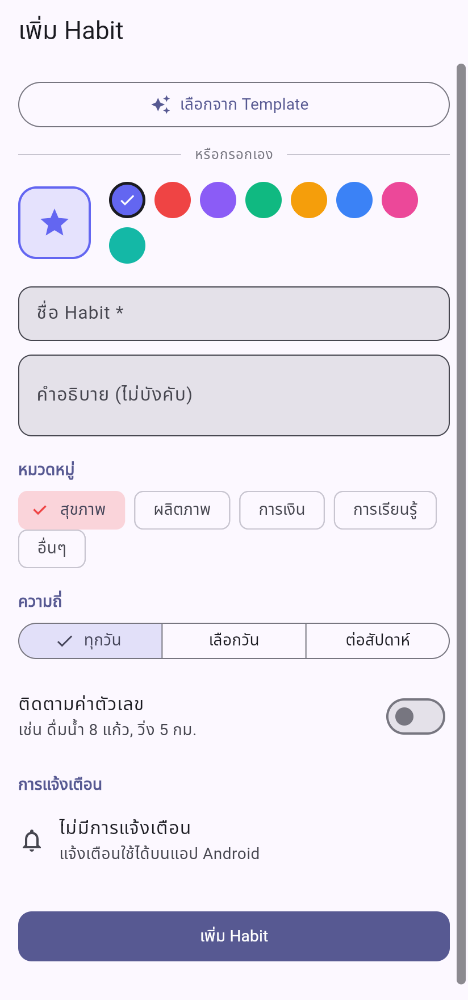 เพิ่ม Habit
เลือกจาก Template
หรือกรอกเอง
ชื่อ Habit *
คำอธิบาย (ไม่บังคับ)
หมวดหมู่
สุขภาพ ผลิตภาพ การเงิน การเรียนรู้
อื่นๆ
ความถี่
ทุกวัน เลือกวัน ต่อสัปดาห์
ติดตามค่าตัวเลข
เช่น ดื่มน้ำ 8 แก้ว, วิ่ง 5 กม.
การแจ้งเตือน
ไม่มีการแจ้งเตือน
แจ้งเตือนใช้ได้บนแอป Android
เพิ่ม Habit